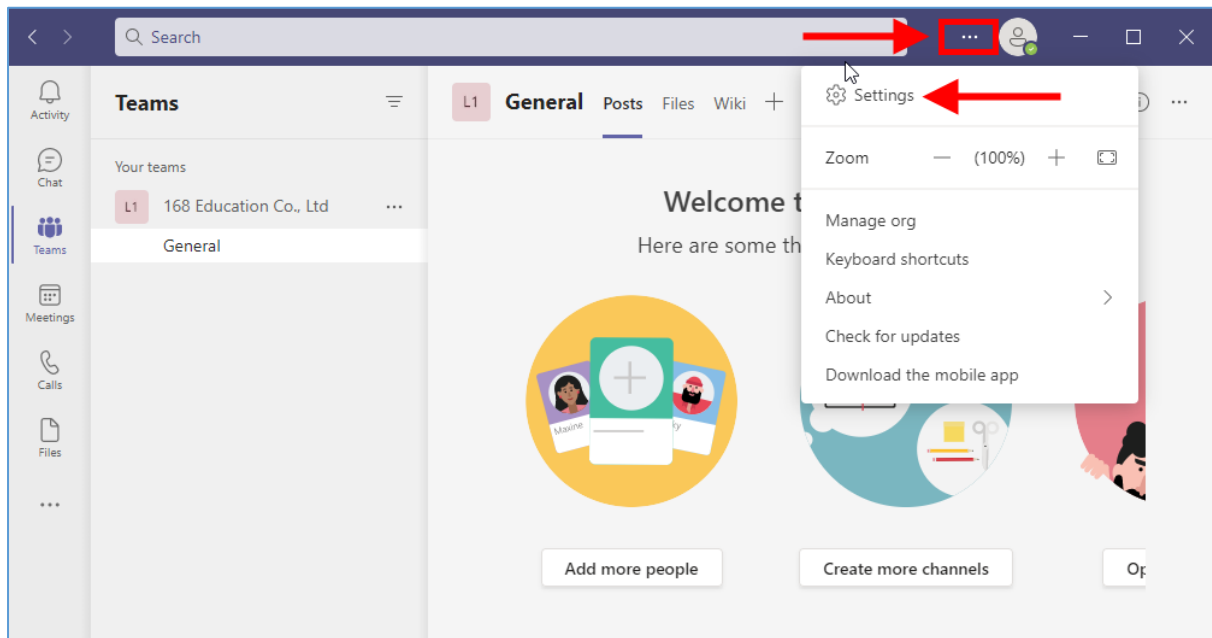 Search
Activity
Chat
Teams
Meetings
Calls
Files
Teams
Your teams
L1 168 Education Co., Ltd
General
L1 General Posts Files Wiki
Welcome t
Here are some th
Maxine
ky
Add more people
Create more channels
Op
Settings
Zoom (100%)
Manage org
Keyboard shortcuts
About
Check for updates
Download the mobile app